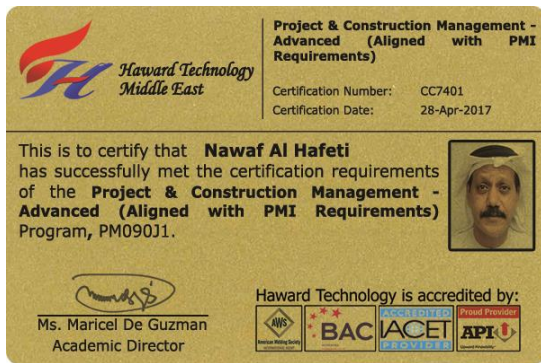 Haward Technology
Middle East
Project & Construction Management -
Advanced (Aligned with PMI
Requirements)
Certification Number: CC7401
Certification Date: 28-Apr-2017
This is to certify that Nawaf Al Hafeti
has successfully met the certification requirements
of the Project & Construction Management -
Advanced (Aligned with PMI Requirements)
Program, PM090J1.
Ms. Maricel De Guzman
Academic Director
Haward Technology is accredited by:
AWS
American Welding Society
BAC
ACCREDITED
IACET
PROVIDER
Proud Provider
API